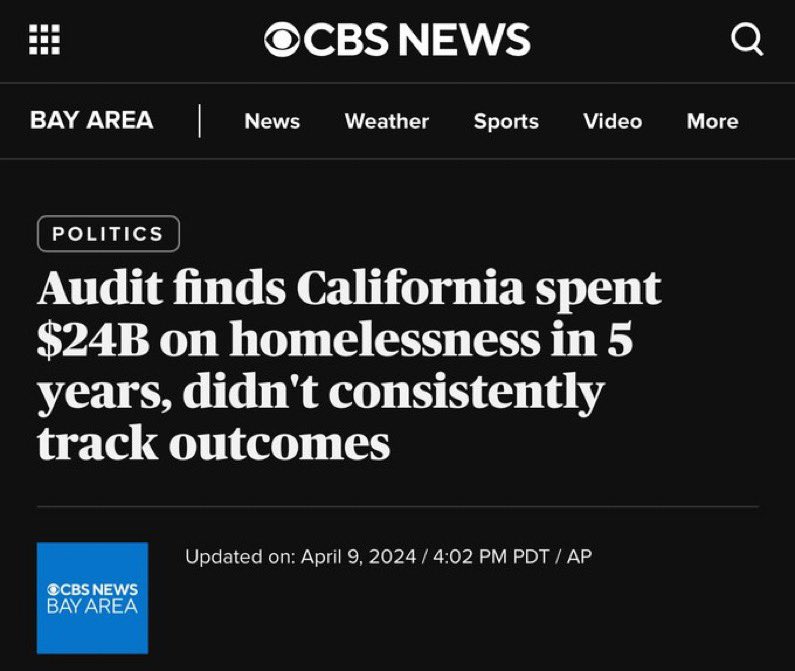 CBS NEWS
BAY AREA | News Weather Sports Video More
POLITICS
Audit finds California spent
$24B on homelessness in 5
years, didn't consistently
track outcomes
CBS NEWS
BAY AREA
Updated on: April 9, 2024 / 4:02 PM PDT / AP